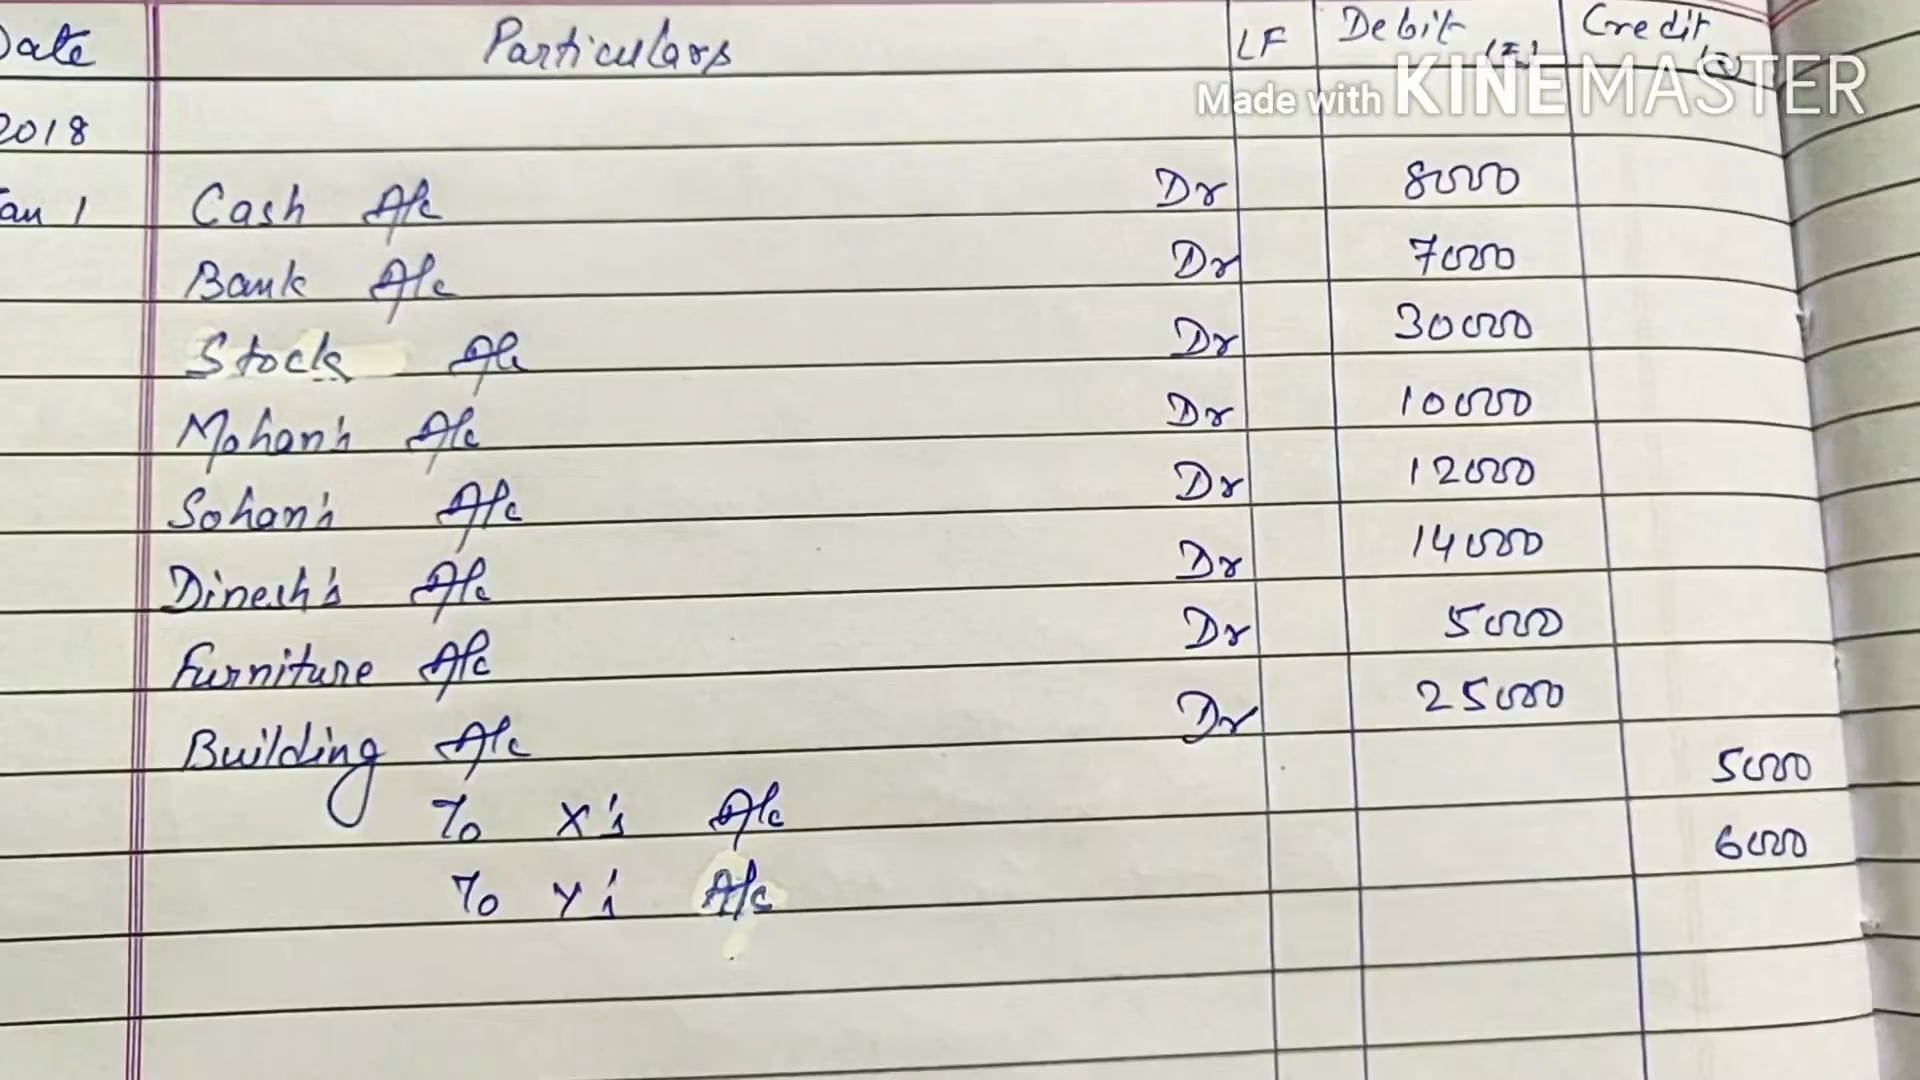 Date Particulars LF Debit (₹) Credit (₹)
Made with KINEMASTER
2018
Jan 1 Cash A/c Dr 8000
Bank A/c Dr 7000
Stock A/c Dr 30000
Mohan's A/c Dr 10000
Sohan's A/c Dr 12000
Dinesh's A/c Dr 14000
Furniture A/c Dr 5000
Building A/c Dr 25000
To X's A/c 5000
To Y's A/c 6000